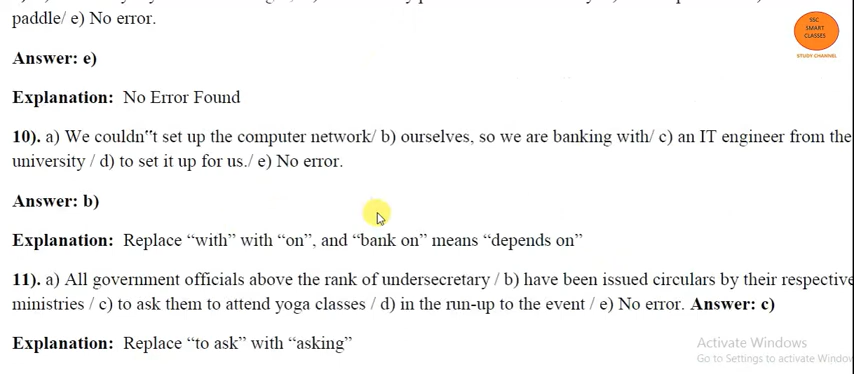 paddle/ e) No error.
SSC
SMART
CLASSES
STUDY CHANNEL
Answer: e)
Explanation: No Error Found
10). a) We couldn‟t set up the computer network/ b) ourselves, so we are banking with/ c) an IT engineer from the
university / d) to set it up for us./ e) No error.
Answer: b)
Explanation: Replace “with” with “on”, and “bank on” means “depends on”
11). a) All government officials above the rank of undersecretary / b) have been issued circulars by their respective
ministries / c) to ask them to attend yoga classes / d) in the run-up to the event / e) No error. Answer: c)
Explanation: Replace “to ask” with “asking”
Activate Windows
Go to Settings to activate Window